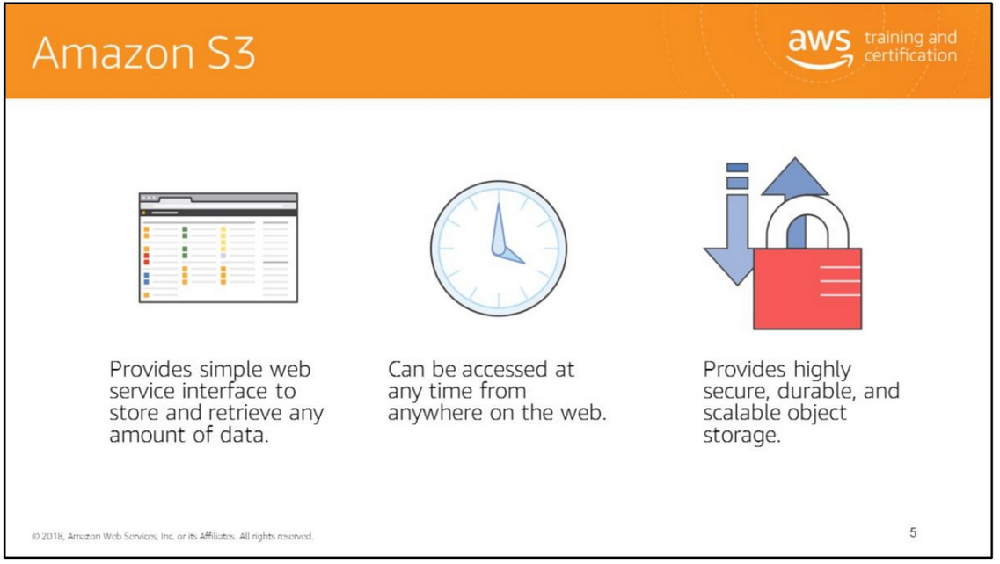 Amazon S3
aws training and
certification
Provides simple web
service interface to
store and retrieve any
amount of data.
Can be accessed at
any time from
anywhere on the web.
Provides highly
secure, durable, and
scalable object
storage.
© 2018, Amazon Web Services, Inc. or its Affiliates. All rights reserved.
5